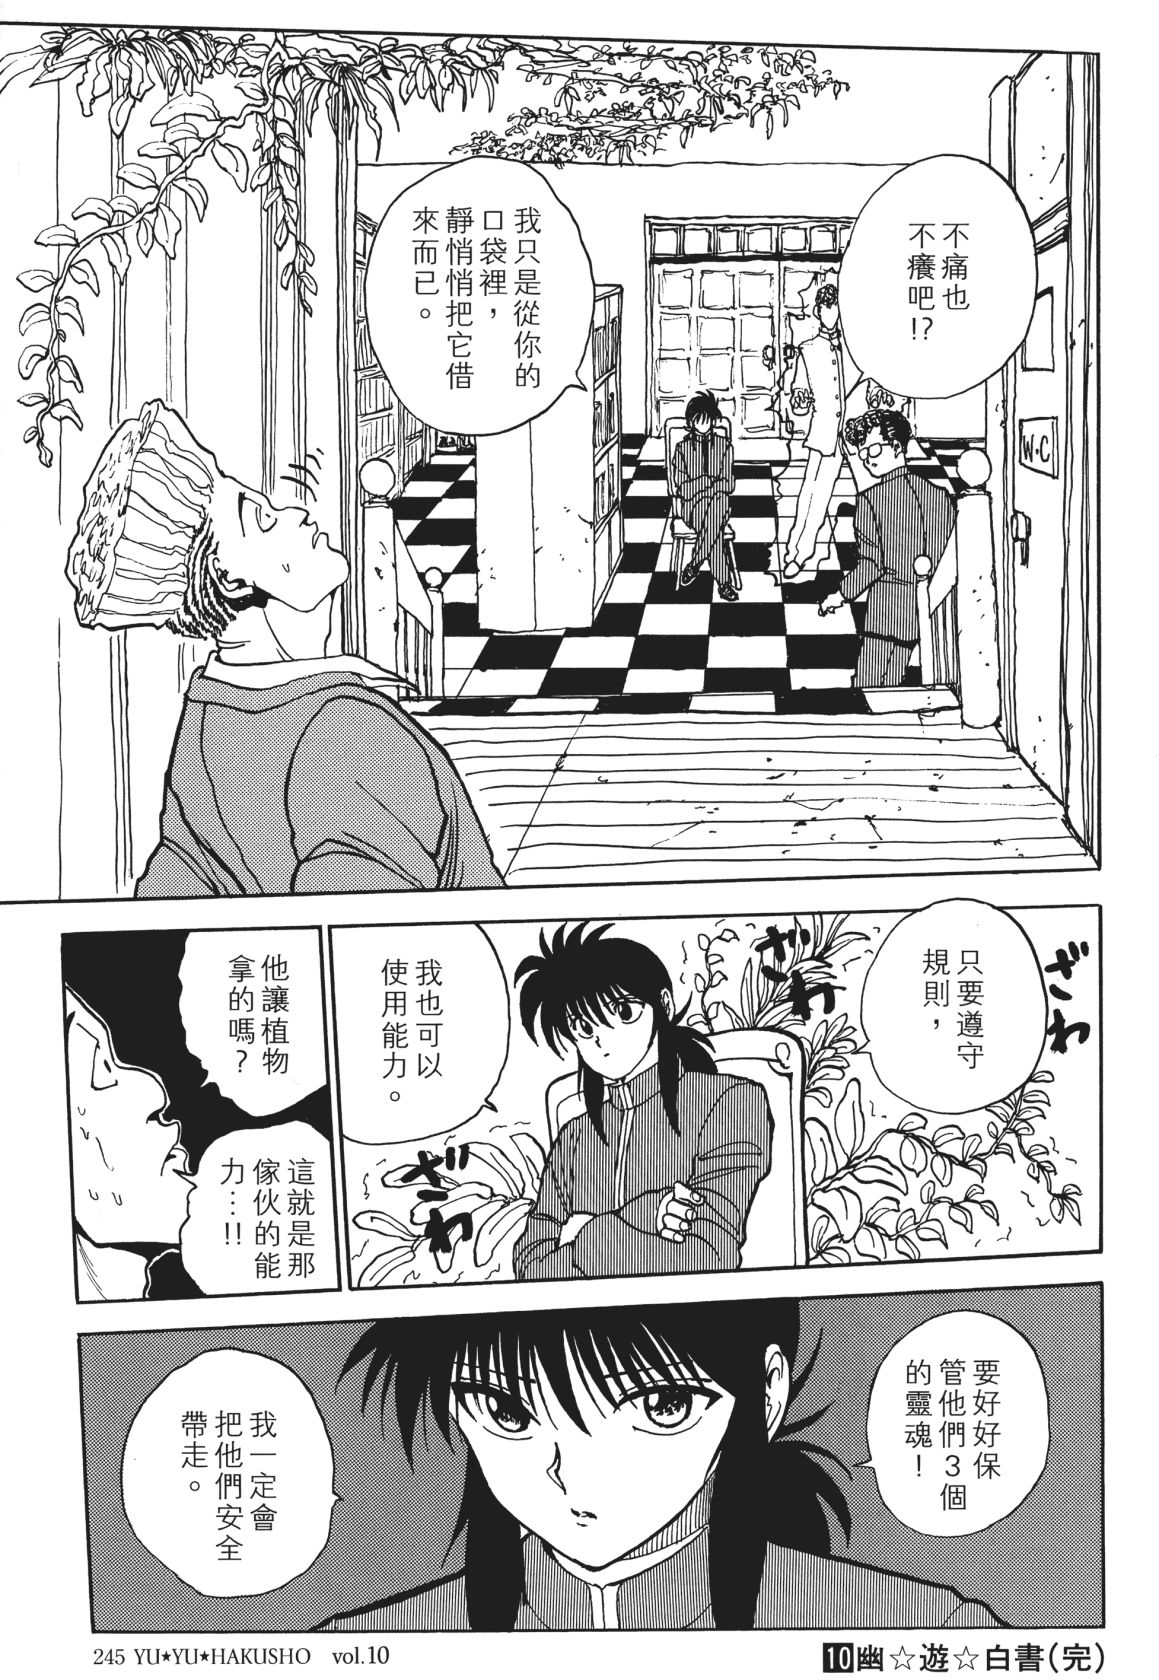 不痛也
不癢吧!?
我只是從你的
口袋裡，
靜悄悄把它借
來而已。
W·C
只要遵守
規則，
ざわ
ざわ
我也可以
使用能力。
ざわ
他讓植物
拿的嗎？
這就是那
傢伙的能
力…!!
要好好保
管他們3個
的靈魂！
我一定會
把他們安全
帶走。
245 YU★YU★HAKUSHO vol.10
10幽☆遊☆白書(完)